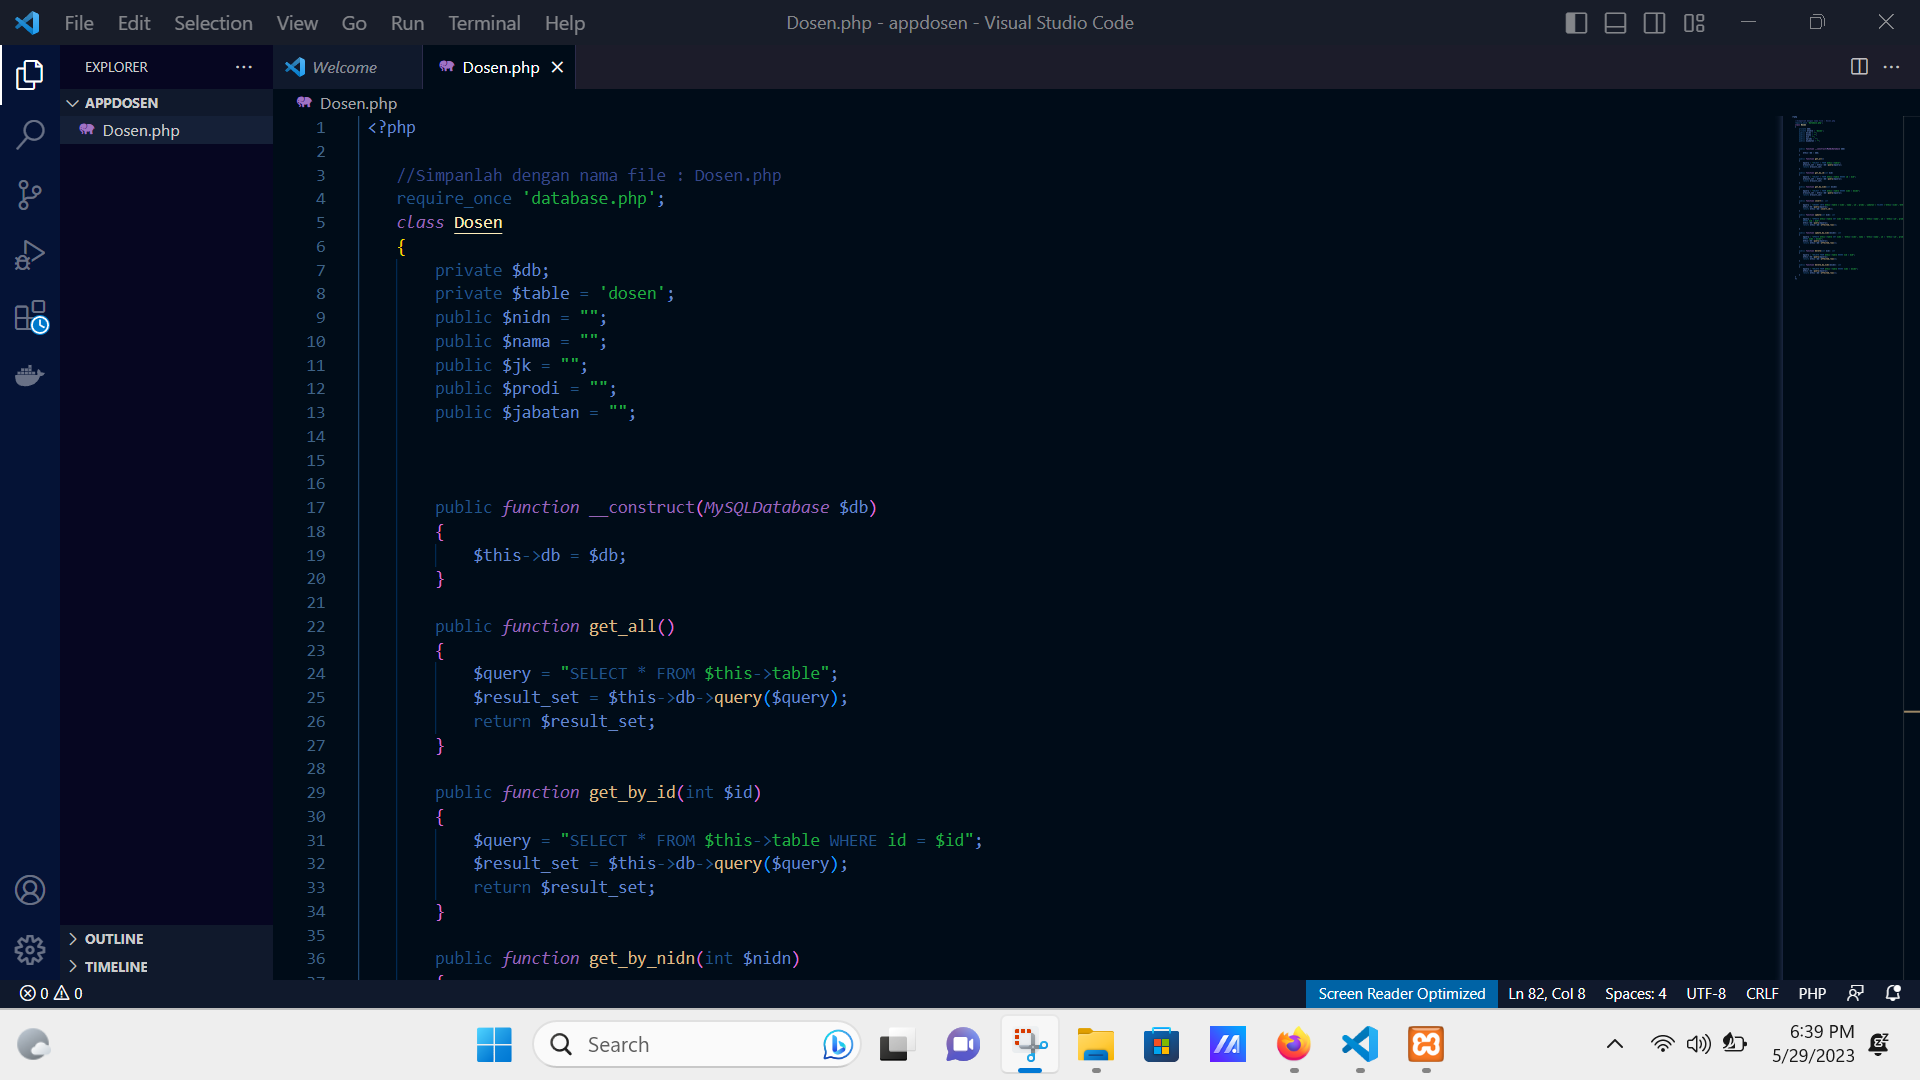 File Edit Selection View Go Run Terminal Help
Dosen.php - appdosen - Visual Studio Code
EXPLORER
Welcome
Dosen.php
APPDOSEN
Dosen.php
Dosen.php
1 <?php
2
3 //Simpanlah dengan nama file : Dosen.php
4 require_once 'database.php';
5 class Dosen
6 {
7 private $db;
8 private $table = 'dosen';
9 public $nidn = "";
10 public $nama = "";
11 public $jk = "";
12 public $prodi = "";
13 public $jabatan = "";
14
15
16
17 public function __construct(MySQLDatabase $db)
18 {
19 $this->db = $db;
20 }
21
22 public function get_all()
23 {
24 $query = "SELECT * FROM $this->table";
25 $result_set = $this->db->query($query);
26 return $result_set;
27 }
28
29 public function get_by_id(int $id)
30 {
31 $query = "SELECT * FROM $this->table WHERE id = $id";
32 $result_set = $this->db->query($query);
33 return $result_set;
34 }
35
36 public function get_by_nidn(int $nidn)
37 {
OUTLINE
TIMELINE
0 0
Screen Reader Optimized Ln 82, Col 8 Spaces: 4 UTF-8 CRLF PHP
Search
6:39 PM
5/29/2023